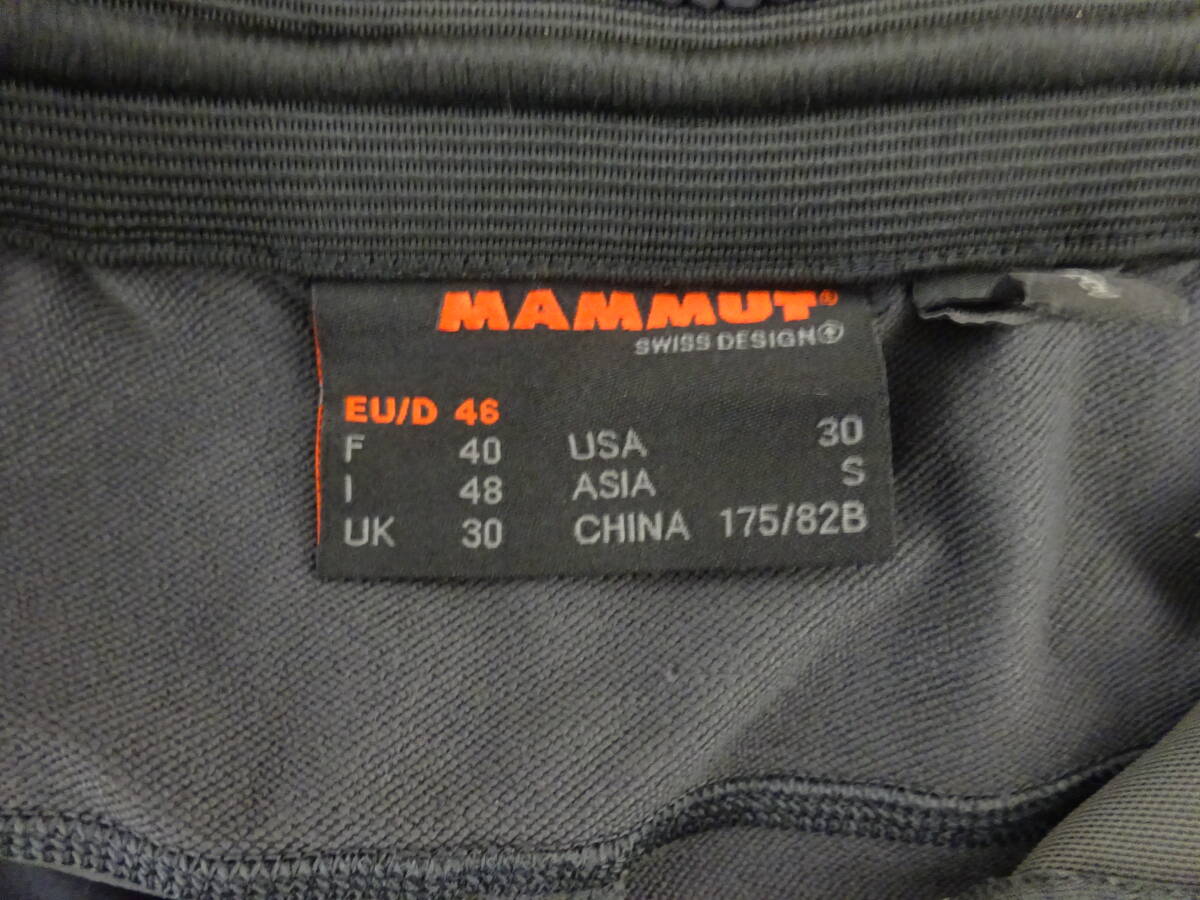 MAMMUT®
SWISS DESIGN
EU/D 46
F 40 USA 30
I 48 ASIA S
UK 30 CHINA 175/82B